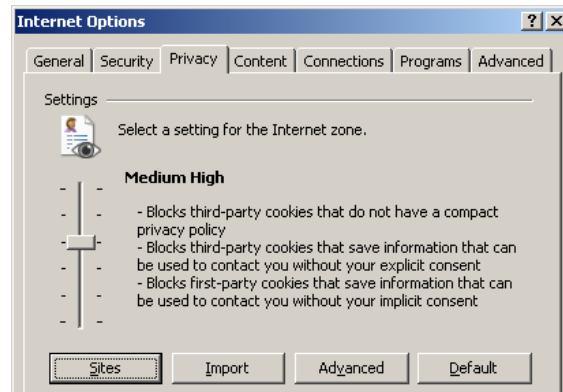 Internet Options
General Security Privacy Content Connections Programs Advanced
Settings
Select a setting for the Internet zone.
Medium High
- Blocks third-party cookies that do not have a compact
privacy policy
- Blocks third-party cookies that save information that can
be used to contact you without your explicit consent
- Blocks first-party cookies that save information that can
be used to contact you without your implicit consent
Sites Import Advanced Default